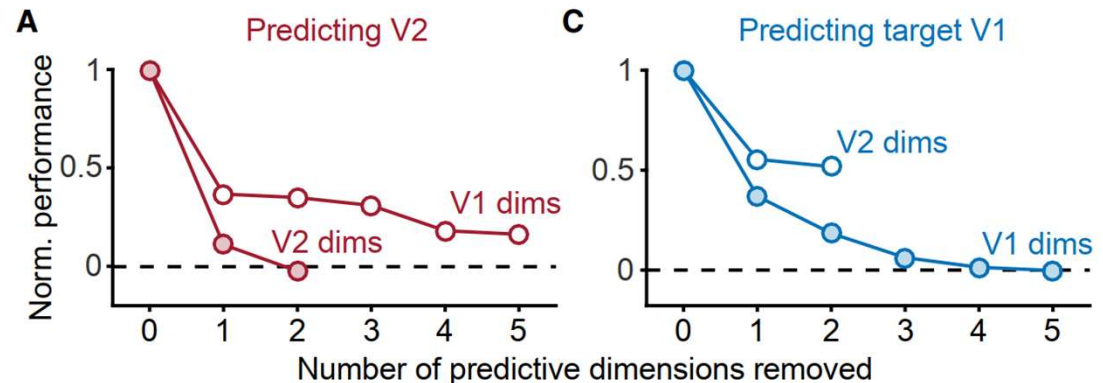 A
Predicting V2
Norm. performance
1
0.5
0
V1 dims
V2 dims
0 1 2 3 4 5
C
Predicting target V1
1
0.5
0
V2 dims
V1 dims
0 1 2 3 4 5
Number of predictive dimensions removed